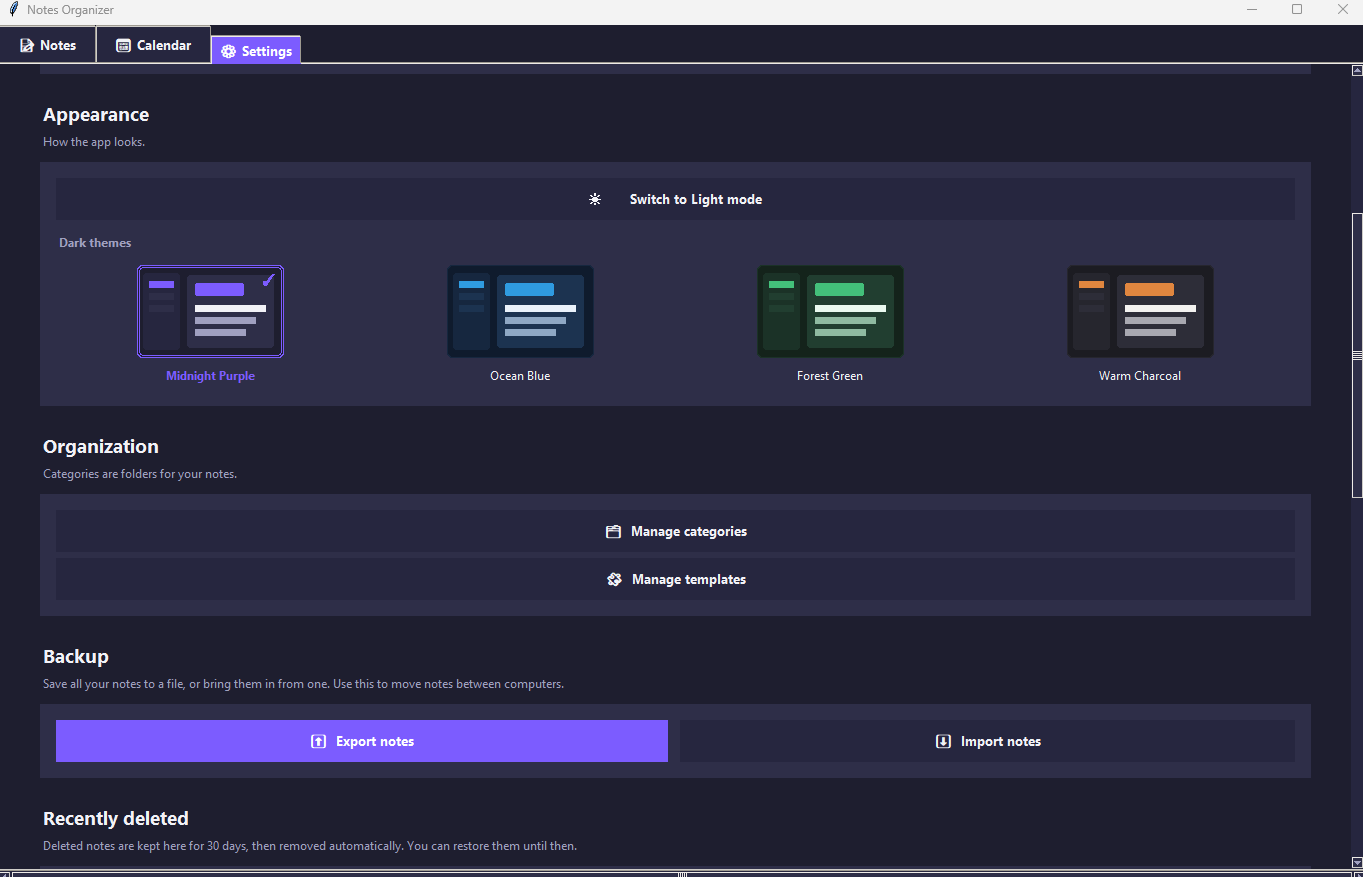 Notes Organizer
Notes Calendar Settings
Appearance
How the app looks.
Switch to Light mode
Dark themes
Midnight Purple Ocean Blue Forest Green Warm Charcoal
Organization
Categories are folders for your notes.
Manage categories
Manage templates
Backup
Save all your notes to a file, or bring them in from one. Use this to move notes between computers.
Export notes Import notes
Recently deleted
Deleted notes are kept here for 30 days, then removed automatically. You can restore them until then.